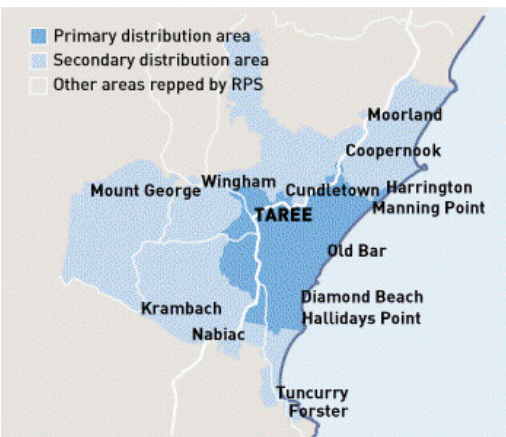 Primary distribution area
Secondary distribution area
Other areas repped by RPS
Moorland
Coopernook
Mount George
Wingham
Cundletown
Harrington
TAREE
Manning Point
Old Bar
Diamond Beach
Krambach
Hallidays Point
Nabiac
Tuncurry
Forster